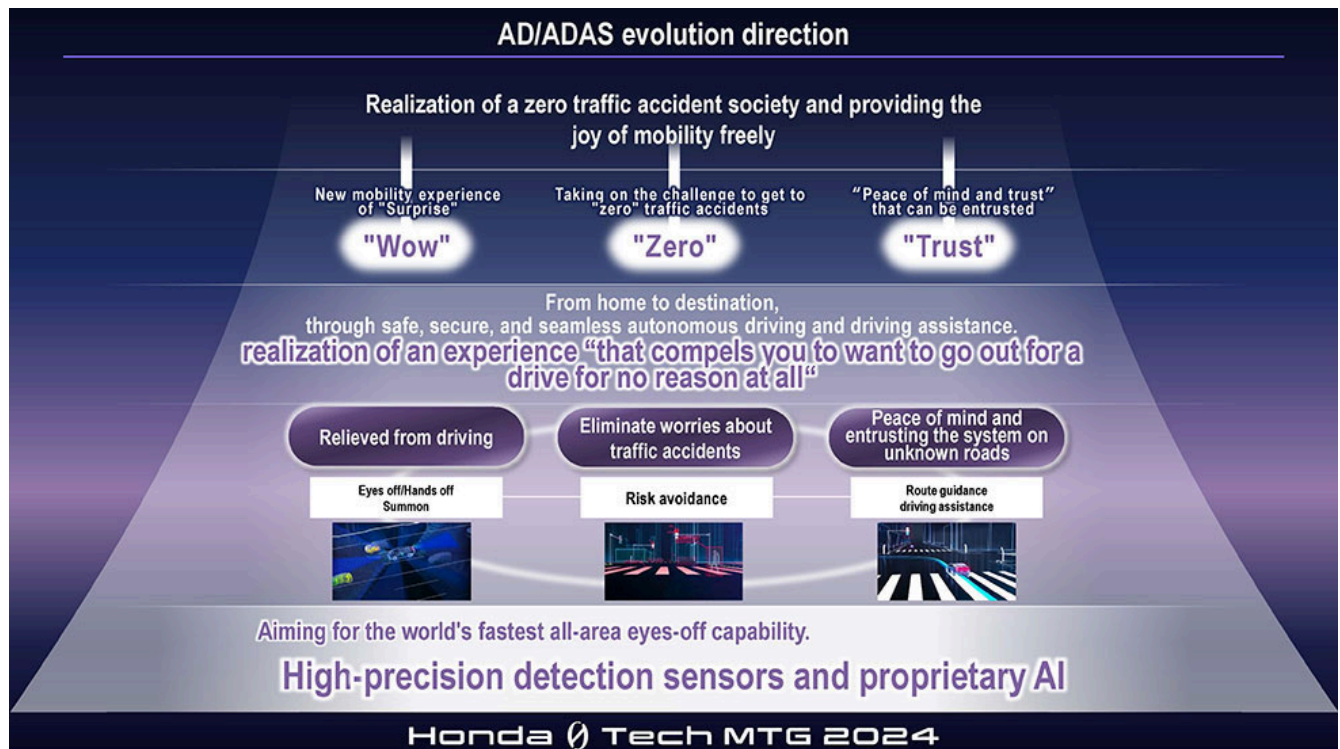 AD/ADAS evolution direction
Realization of a zero traffic accident society and providing the
joy of mobility freely
New mobility experience
of "Surprise"
"Wow"
Taking on the challenge to get to
"zero" traffic accidents
"Zero"
“Peace of mind and trust”
that can be entrusted
"Trust"
From home to destination,
through safe, secure, and seamless autonomous driving and driving assistance.
realization of an experience “that compels you to want to go out for a
drive for no reason at all“
Relieved from driving
Eliminate worries about
traffic accidents
Peace of mind and
entrusting the system on
unknown roads
Eyes off/Hands off
Summon
Risk avoidance
Route guidance
driving assistance
Aiming for the world's fastest all-area eyes-off capability.
High-precision detection sensors and proprietary AI
Honda 0 Tech MTG 2024